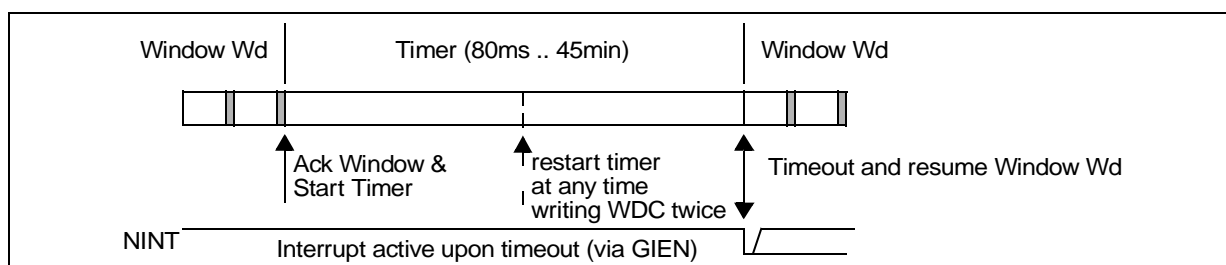 Window Wd Timer (80ms .. 45min) Window Wd
Ack Window &
Start Timer
restart timer
at any time
writing WDC twice
Timeout and resume Window Wd
NINT
Interrupt active upon timeout (via GIEN)